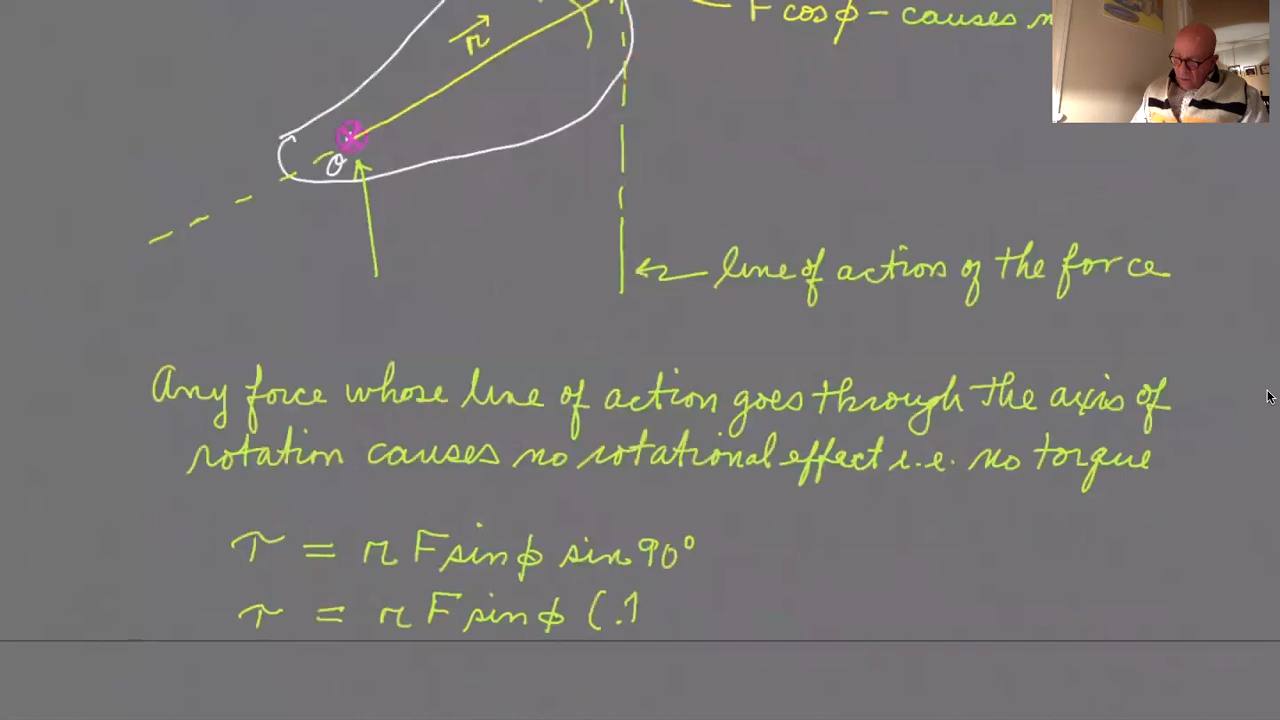 F cos ϕ – causes
r
O
line of action of the force
Any force whose line of action goes through the axis of
rotation causes no rotational effect i.e. no torque
τ = r F sin ϕ sin 90°
τ = r F sin ϕ (.1